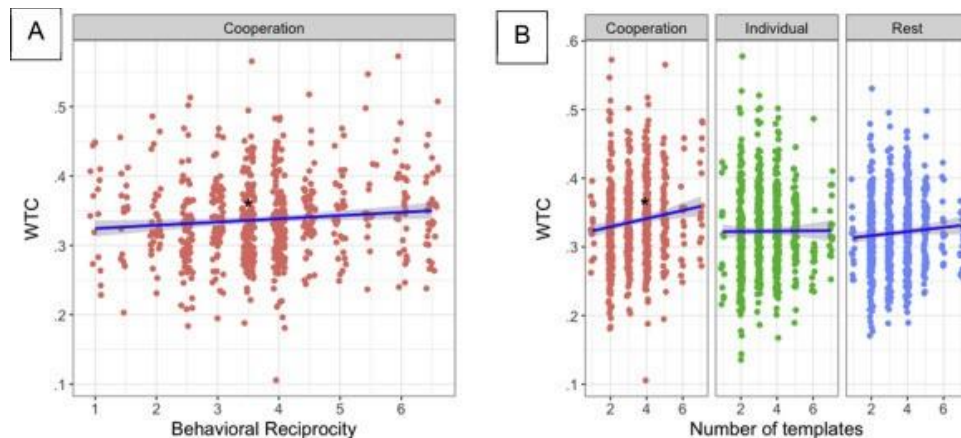 A
Cooperation
WTC
.5
.4
.3
.2
.1
1 2 3 4 5 6
Behavioral Reciprocity
B
Cooperation Individual Rest
WTC
.6
.5
.4
.3
.2
.1
2 4 6 2 4 6 2 4 6
Number of templates